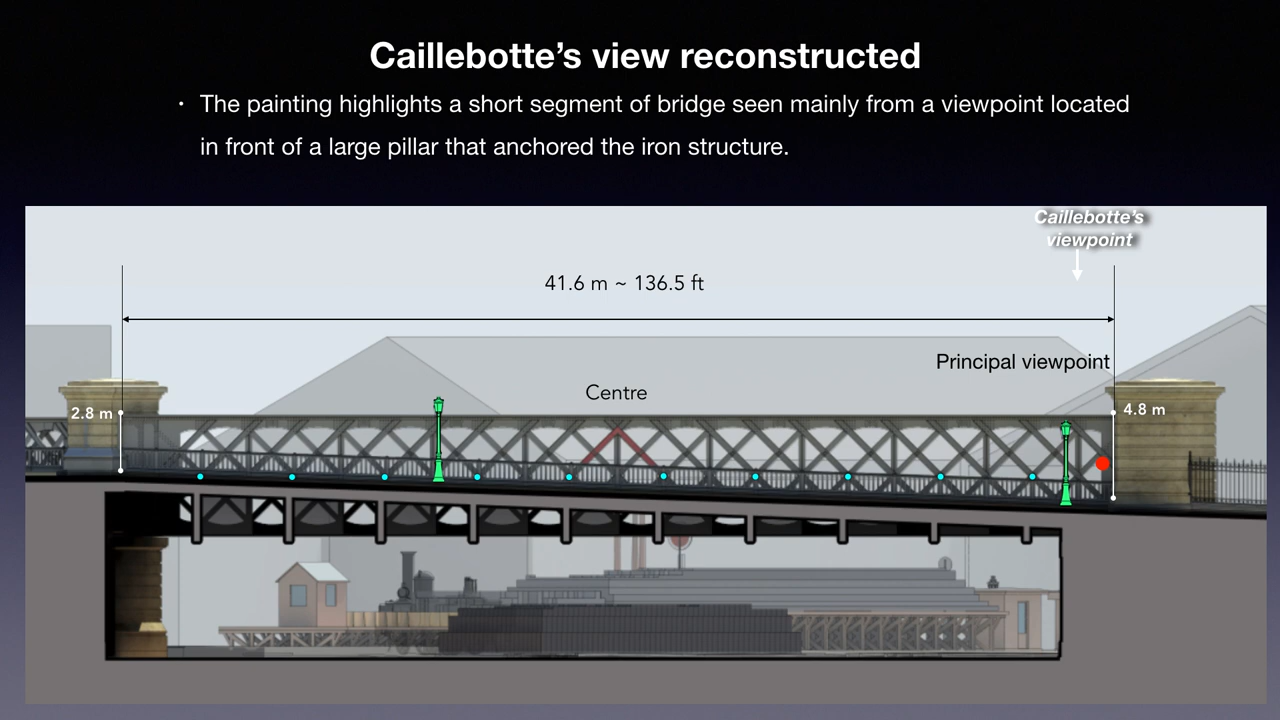 Caillebotte’s view reconstructed
• The painting highlights a short segment of bridge seen mainly from a viewpoint located
in front of a large pillar that anchored the iron structure.
Caillebotte’s
viewpoint
41.6 m ~ 136.5 ft
Principal viewpoint
Centre
2.8 m
4.8 m